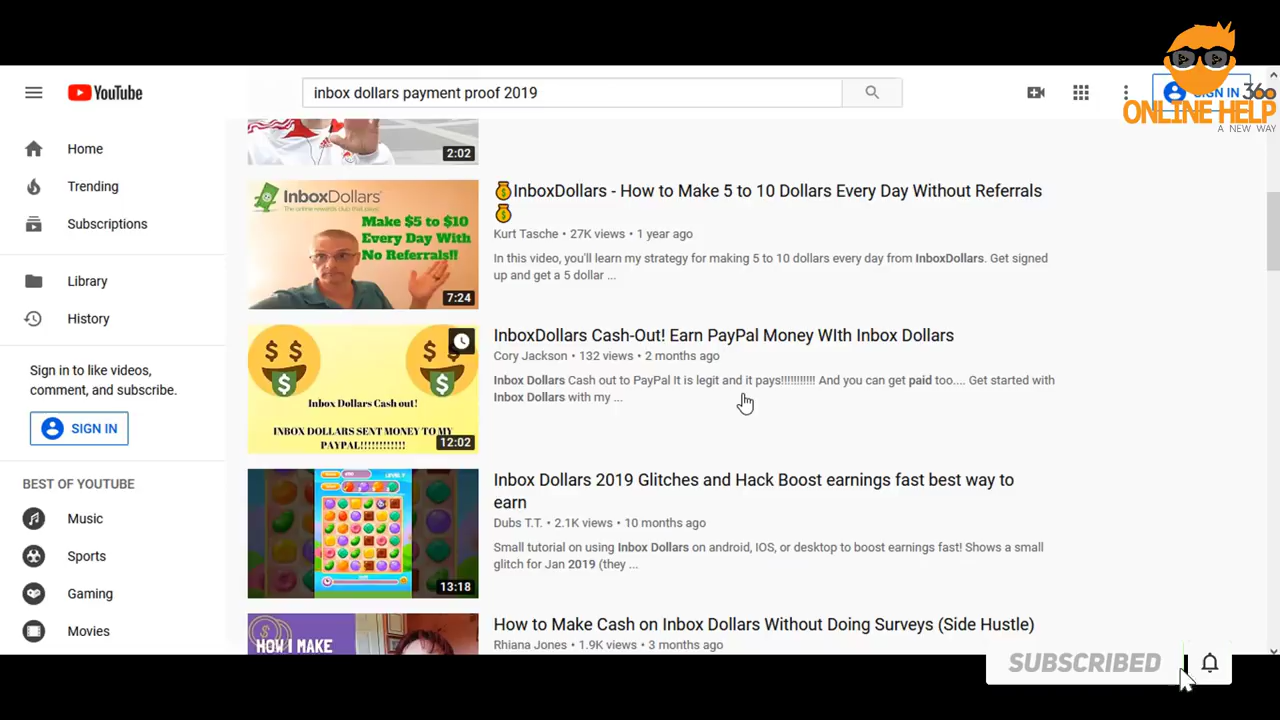 YouTube
inbox dollars payment proof 2019
SIGN IN
360
ONLINE HELP
A NEW WAY
Home
Trending
Subscriptions
Library
History
Sign in to like videos,
comment, and subscribe.
SIGN IN
BEST OF YOUTUBE
Music
Sports
Gaming
Movies
2:02
InboxDollars
The online rewards club that pays
Make $5 to $10
Every Day With
No Referrals!!
7:24
InboxDollars - How to Make 5 to 10 Dollars Every Day Without Referrals
Kurt Tasche • 27K views • 1 year ago
In this video, you'll learn my strategy for making 5 to 10 dollars every day from InboxDollars. Get signed
up and get a 5 dollar ...
Inbox Dollars Cash out!
INBOX DOLLARS SENT MONEY TO MY
PAYPAL!!!!!!!!!!!!
12:02
InboxDollars Cash-Out! Earn PayPal Money WIth Inbox Dollars
Cory Jackson • 132 views • 2 months ago
Inbox Dollars Cash out to PayPal It is legit and it pays!!!!!!!!!!! And you can get paid too.... Get started with
Inbox Dollars with my ...
13:18
Inbox Dollars 2019 Glitches and Hack Boost earnings fast best way to
earn
Dubs T.T. • 2.1K views • 10 months ago
Small tutorial on using Inbox Dollars on android, IOS, or desktop to boost earnings fast! Shows a small
glitch for Jan 2019 (they ...
HOW I MAKE
How to Make Cash on Inbox Dollars Without Doing Surveys (Side Hustle)
Rhiana Jones • 1.9K views • 3 months ago
SUBSCRIBED